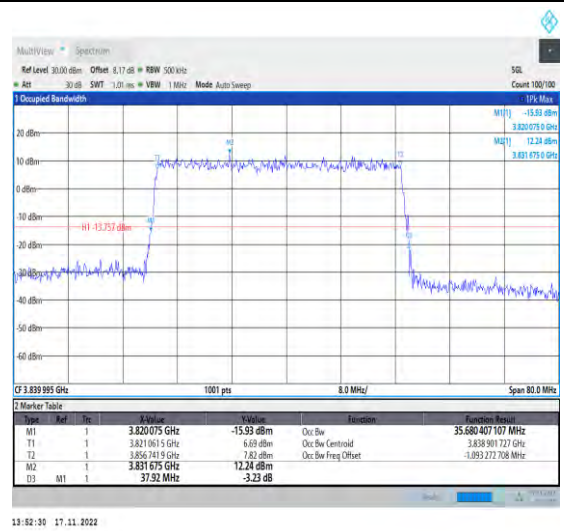 MultiView Spectrum
Ref Level 30.00 dBm Offset 8.17 dB RBW 500 kHz SGL
Att 30 dB SWT 1.01 ms VBW 1 MHz Mode Auto Sweep Count 100/100
1 Occupied Bandwidth 1Pk Max
M1[1] -15.93 dBm
3.820 075 0 GHz
M2[1] 12.24 dBm
3.831 675 0 GHz
20 dBm
M2
T1
T2
10 dBm
0 dBm
-10 dBm
M1
H1 -13.757 dBm
D3
-20 dBm
-30 dBm
-40 dBm
-50 dBm
-60 dBm
CF 3.839 995 GHz 1001 pts 8.0 MHz/ Span 80.0 MHz
2 Marker Table
Type Ref Trc X-Value Y-Value Function Function Result
M1 1 3.820 075 GHz -15.93 dBm Occ Bw 35.680 407 107 MHz
T1 1 3.821 061 5 GHz 6.69 dBm Occ Bw Centroid 3.838 901 727 GHz
T2 1 3.856 741 9 GHz 7.82 dBm Occ Bw Freq Offset -1.093 272 708 MHz
M2 1 3.831 675 GHz 12.24 dBm
D3 M1 1 37.92 MHz -3.23 dB
13:52:30 17.11.2022